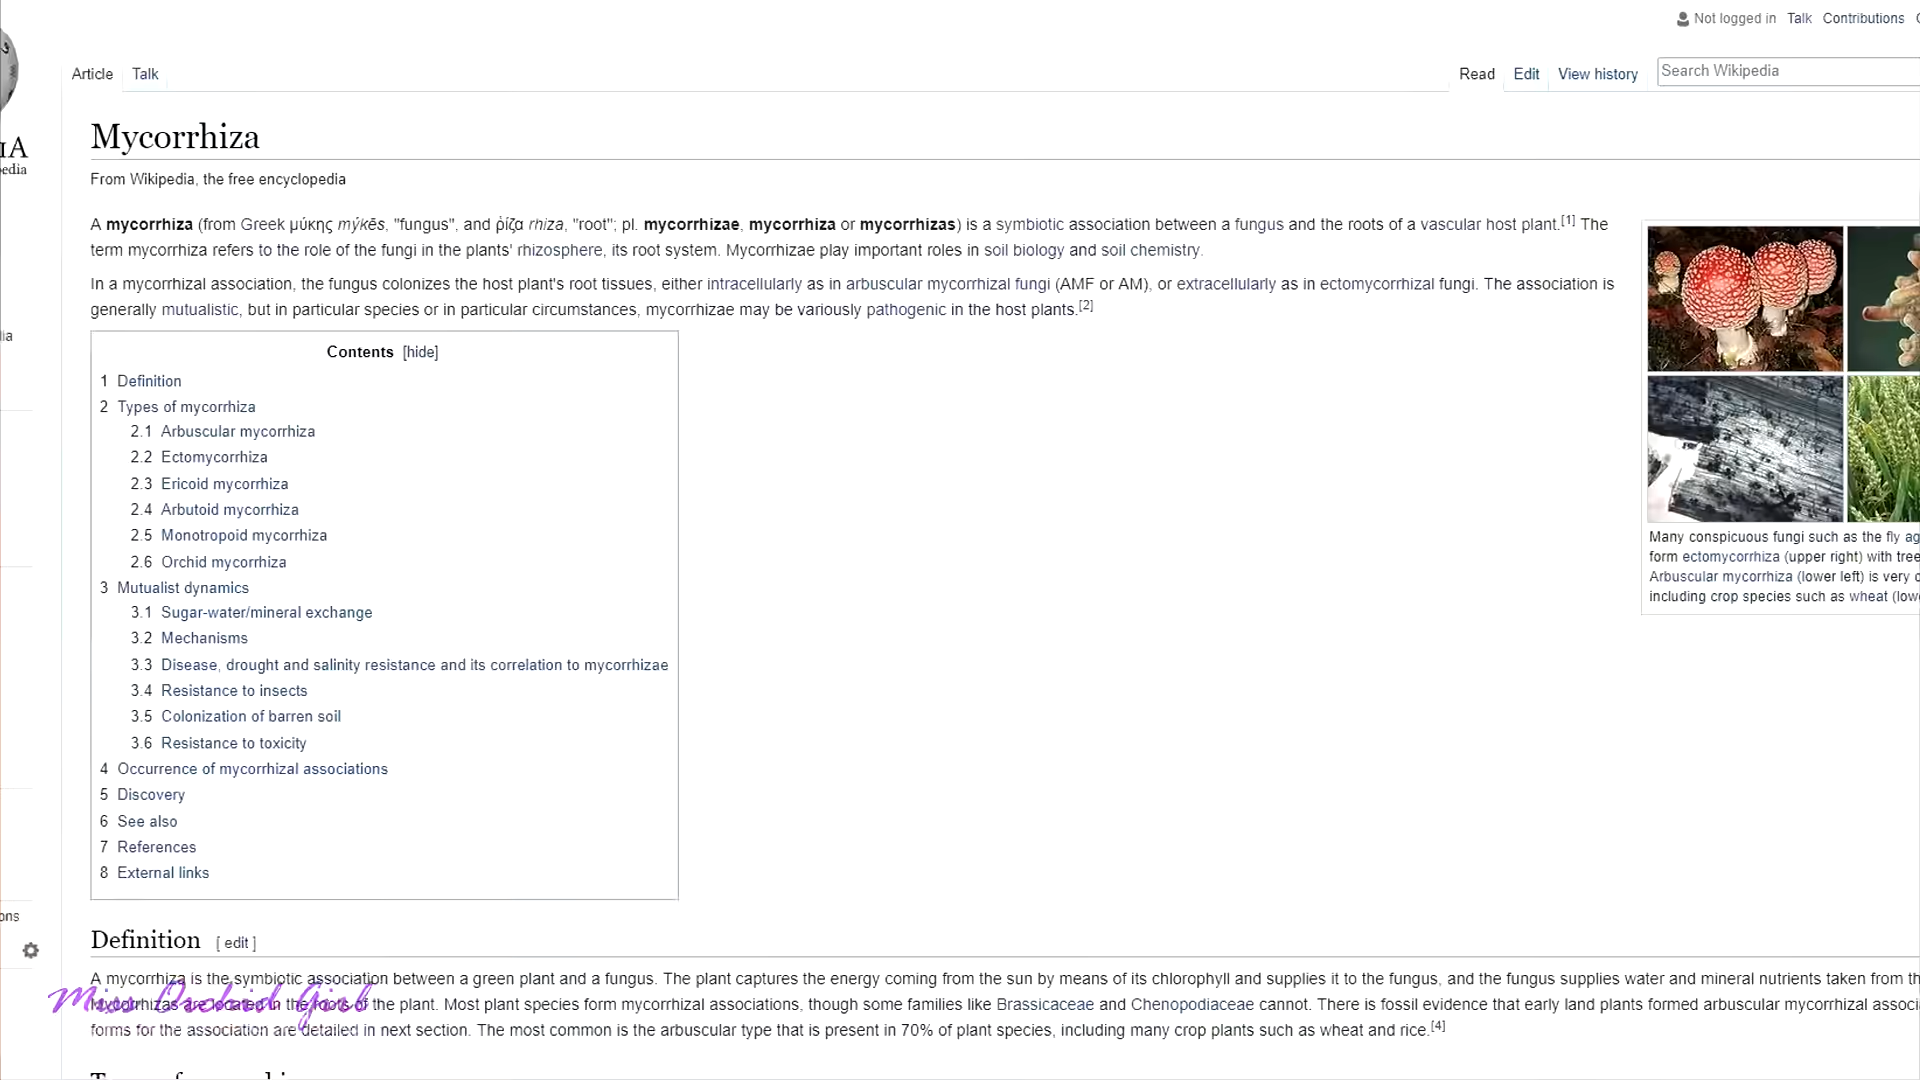 Not logged in Talk Contributions
Article Talk Read Edit View history Search Wikipedia
Mycorrhiza
From Wikipedia, the free encyclopedia
A mycorrhiza (from Greek μύκης mýkēs, "fungus", and ῥίζα rhiza, "root"; pl. mycorrhizae, mycorrhiza or mycorrhizas) is a symbiotic association between a fungus and the roots of a vascular host plant.[1] The
term mycorrhiza refers to the role of the fungi in the plants' rhizosphere, its root system. Mycorrhizae play important roles in soil biology and soil chemistry.
In a mycorrhizal association, the fungus colonizes the host plant's root tissues, either intracellularly as in arbuscular mycorrhizal fungi (AMF or AM), or extracellularly as in ectomycorrhizal fungi. The association is
generally mutualistic, but in particular species or in particular circumstances, mycorrhizae may be variously pathogenic in the host plants.[2]
Contents [hide]
1 Definition
2 Types of mycorrhiza
2.1 Arbuscular mycorrhiza
2.2 Ectomycorrhiza
2.3 Ericoid mycorrhiza
2.4 Arbutoid mycorrhiza
2.5 Monotropoid mycorrhiza
2.6 Orchid mycorrhiza
3 Mutualist dynamics
3.1 Sugar-water/mineral exchange
3.2 Mechanisms
3.3 Disease, drought and salinity resistance and its correlation to mycorrhizae
3.4 Resistance to insects
3.5 Colonization of barren soil
3.6 Resistance to toxicity
4 Occurrence of mycorrhizal associations
5 Discovery
6 See also
7 References
8 External links
Many conspicuous fungi such as the fly ag
form ectomycorrhiza (upper right) with tree
Arbuscular mycorrhiza (lower left) is very c
including crop species such as wheat (low
Definition [ edit ]
A mycorrhiza is the symbiotic association between a green plant and a fungus. The plant captures the energy coming from the sun by means of its chlorophyll and supplies it to the fungus, and the fungus supplies water and mineral nutrients taken from th
Mycorrhizas are located in the roots of the plant. Most plant species form mycorrhizal associations, though some families like Brassicaceae and Chenopodiaceae cannot. There is fossil evidence that early land plants formed arbuscular mycorrhizal associ
forms for the association are detailed in next section. The most common is the arbuscular type that is present in 70% of plant species, including many crop plants such as wheat and rice.[4]
Miss Orchid Girl